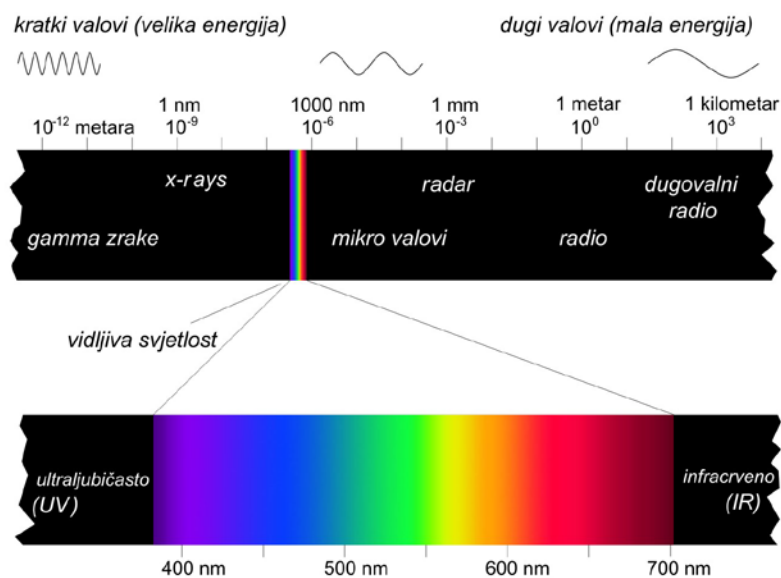 kratki valovi (velika energija)
dugi valovi (mala energija)
1 nm
1000 nm
1 mm
1 metar
1 kilometar
10⁻¹² metara
10⁻⁹
10⁻⁶
10⁻³
10⁰
10³
x-rays
radar
dugovalni
radio
gamma zrake
mikro valovi
radio
vidljiva svjetlost
ultraljubičasto
(UV)
infracrveno
(IR)
400 nm
500 nm
600 nm
700 nm